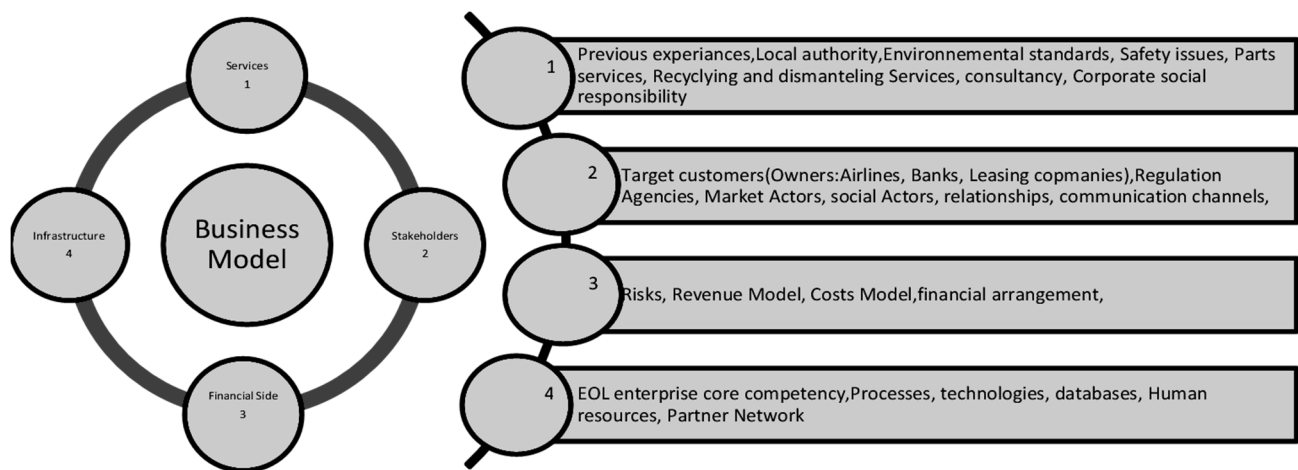 Services
1
Business
Model
Infrastructure
4
Stakeholders
2
Financial Side
3
1
Previous experiances,Local authority,Environnemental standards, Safety issues, Parts
services, Recyclying and dismanteling Services, consultancy, Corporate social
responsibility
2
Target customers(Owners:Airlines, Banks, Leasing copmanies),Regulation
Agencies, Market Actors, social Actors, relationships, communication channels,
3
Risks, Revenue Model, Costs Model,financial arrangement,
4
EOL enterprise core competency,Processes, technologies, databases, Human
resources, Partner Network